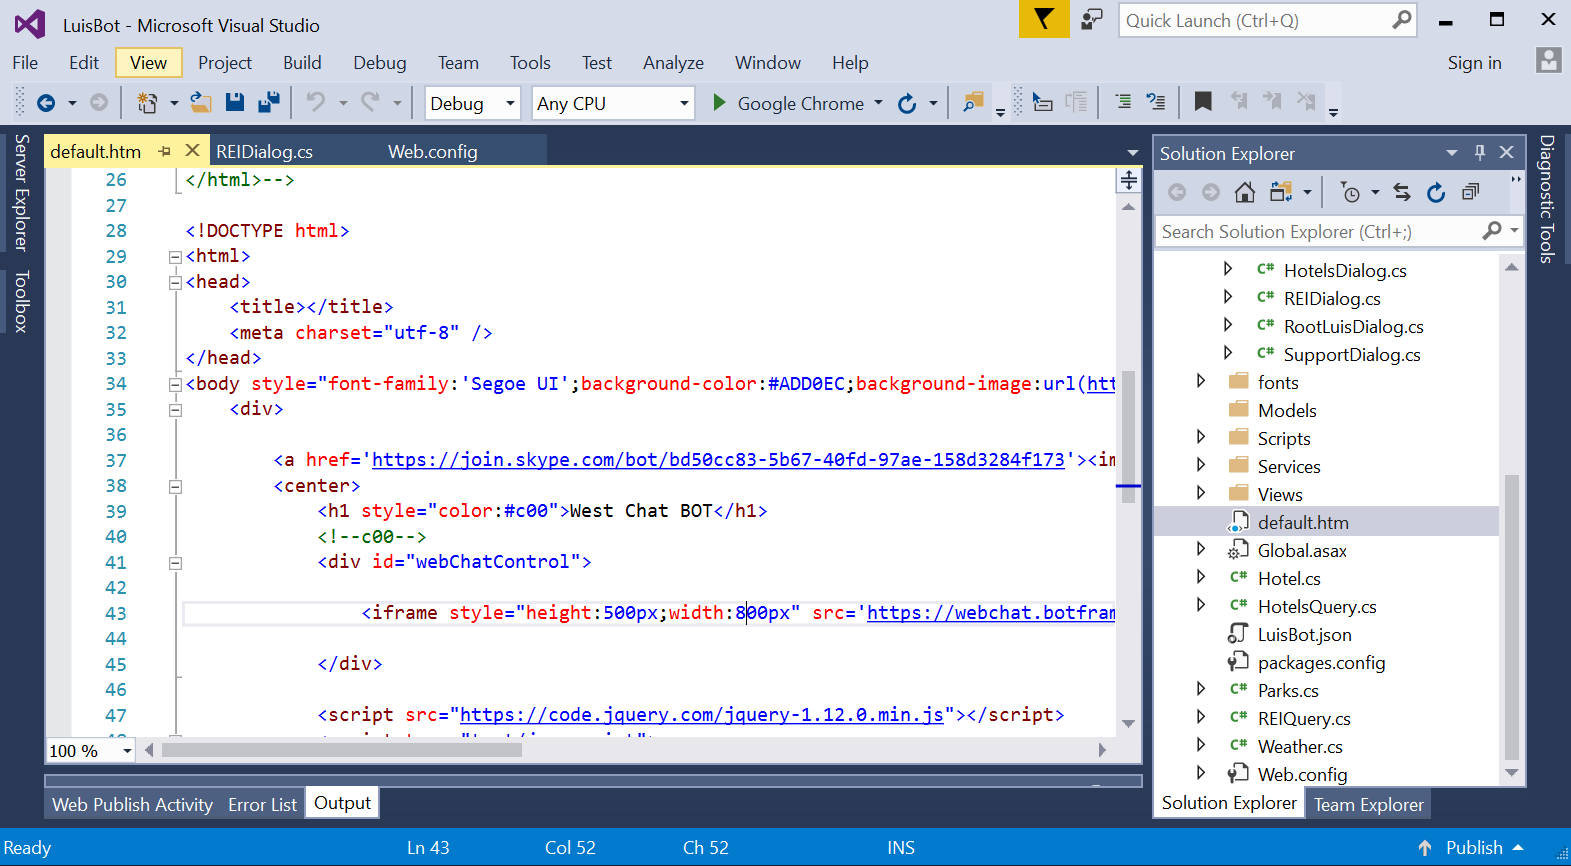 LuisBot - Microsoft Visual Studio
Quick Launch (Ctrl+Q)
File Edit View Project Build Debug Team Tools Test Analyze Window Help Sign in
Debug Any CPU Google Chrome
Server Explorer
Toolbox
default.htm REIDialog.cs Web.config
26 </html>-->
27
28 <!DOCTYPE html>
29 <html>
30 <head>
31 <title></title>
32 <meta charset="utf-8" />
33 </head>
34 <body style="font-family:'Segoe UI';background-color:#ADD0EC;background-image:url(htt
35 <div>
36
37 <a href='https://join.skype.com/bot/bd50cc83-5b67-40fd-97ae-158d3284f173'><im
38 <center>
39 <h1 style="color:#c00">West Chat BOT</h1>
40 <!--c00-->
41 <div id="webChatControl">
42
43 <iframe style="height:500px;width:800px" src='https://webchat.botfram
44
45 </div>
46
47 <script src="https://code.jquery.com/jquery-1.12.0.min.js"></script>
100 %
Web Publish Activity Error List Output
Solution Explorer
Search Solution Explorer (Ctrl+;)
C# HotelsDialog.cs
C# REIDialog.cs
C# RootLuisDialog.cs
C# SupportDialog.cs
fonts
Models
Scripts
Services
Views
default.htm
Global.asax
C# Hotel.cs
C# HotelsQuery.cs
LuisBot.json
packages.config
C# Parks.cs
C# REIQuery.cs
C# Weather.cs
Web.config
Solution Explorer Team Explorer
Diagnostic Tools
Ready Ln 43 Col 52 Ch 52 INS Publish